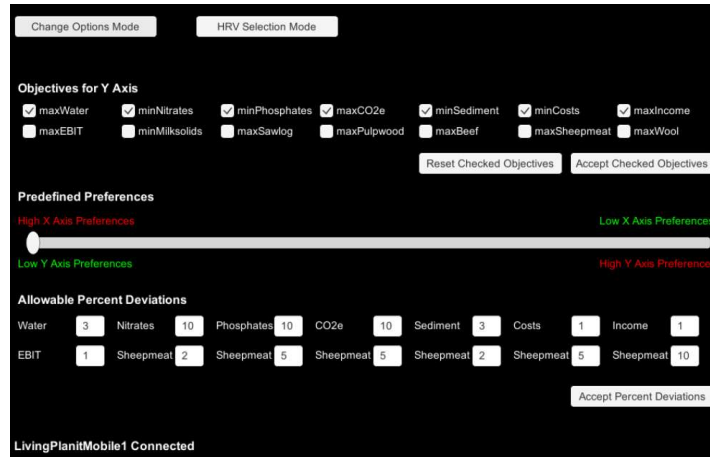 Change Options Mode HRV Selection Mode
Objectives for Y Axis
maxWater minNitrates minPhosphates maxCO2e minSediment minCosts maxIncome
maxEBIT minMilksolids maxSawlog maxPulpwood maxBeef maxSheepmeat maxWool
Reset Checked Objectives Accept Checked Objectives
Predefined Preferences
High X Axis Preferences Low X Axis Preferences
Low Y Axis Preferences High Y Axis Preferences
Allowable Percent Deviations
Water 3 Nitrates 10 Phosphates 10 CO2e 10 Sediment 3 Costs 1 Income 1
EBIT 1 Sheepmeat 2 Sheepmeat 5 Sheepmeat 5 Sheepmeat 2 Sheepmeat 5 Sheepmeat 10
Accept Percent Deviations
LivingPlanitMobile1 Connected